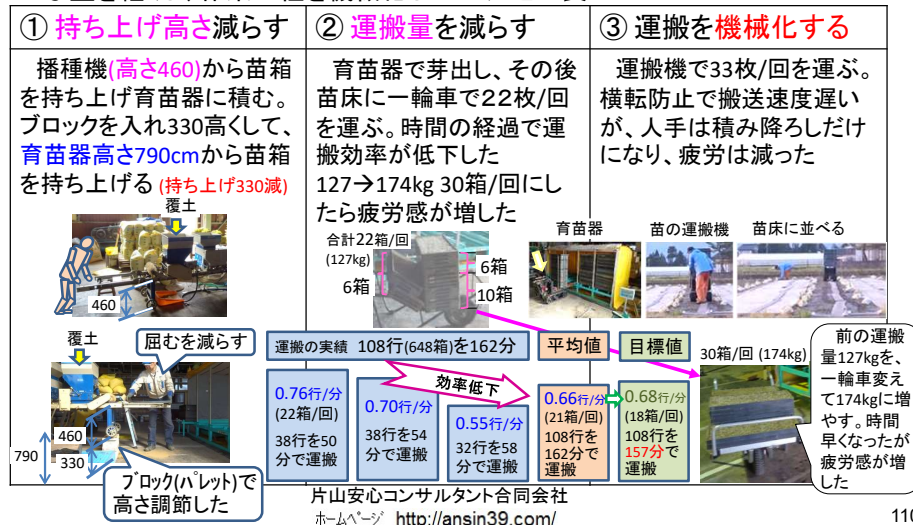 ① 持ち上げ高さ減らす
② 運搬量を減らす
③ 運搬を機械化する
播種機(高さ460)から苗箱
を持ち上げ育苗器に積む。
ブロックを入れ330高くして、
育苗器高さ790cmから苗箱
を持ち上げる (持ち上げ330減)
覆土
460
覆土
屈むを減らす
460
790
330
ブロック(パレット)で
高さ調節した
育苗器で芽出し、その後
苗床に一輪車で22枚/回
を運ぶ。時間の経過で運
搬効率が低下した
127→174kg 30箱/回にし
たら疲労感が増した
合計22箱/回
(127kg)
6箱
6箱
10箱
運搬機で33枚/回を運ぶ。
横転防止で搬送速度遅い
が、人手は積み降ろしだけ
になり、疲労は減った
育苗器
苗の運搬機
苗床に並べる
運搬の実績 108行(648箱)を162分
平均値
目標値
効率低下
0.76行/分
(22箱/回)
38行を50
分で運搬
0.70行/分
38行を54
分で運搬
0.55行/分
32行を58
分で運搬
0.66行/分
(21箱/回)
108行を
162分で
運搬
0.68行/分
(18箱/回)
108行を
157分で
運搬
30箱/回 (174kg)
前の運搬
量127kgを、
一輪車変え
て174kgに増
やす。時間
早くなったが
疲労感が増
した
片山安心コンサルタント合同会社
ホームページ http://ansin39.com/
110